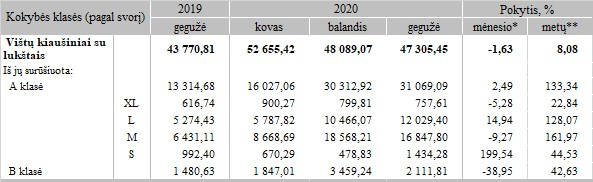 Kokybės klasės (pagal svorį) 2019 2020 Pokytis, %
gegužė kovas balandis gegužė mėnesio* metų**
Vištų kiaušiniai su lukštais 43 770,81 52 655,42 48 089,07 47 305,45 -1,63 8,08
Iš jų surūšiuota:
A klasė 13 314,68 16 027,06 30 312,92 31 069,09 2,49 133,34
XL 616,74 900,27 799,81 757,61 -5,28 22,84
L 5 274,43 5 787,82 10 466,07 12 029,40 14,94 128,07
M 6 431,11 8 668,69 18 568,21 16 847,80 -9,27 161,97
S 992,40 670,29 478,83 1 434,28 199,54 44,53
B klasė 1 480,63 1 847,01 3 459,24 2 111,81 -38,95 42,63